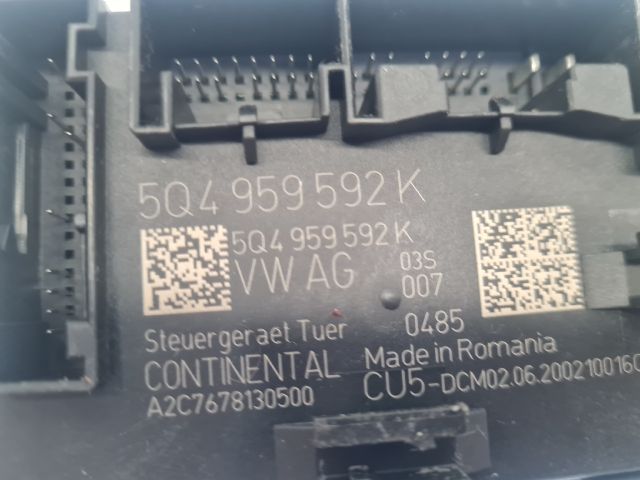 5Q4 959 592 K
5Q4 959 592 K
VW AG 03S
007
Steuergeraet Tuer 0485
CONTINENTAL Made in Romania
A2C7678130500 CU5-DCM02.06.2002100160